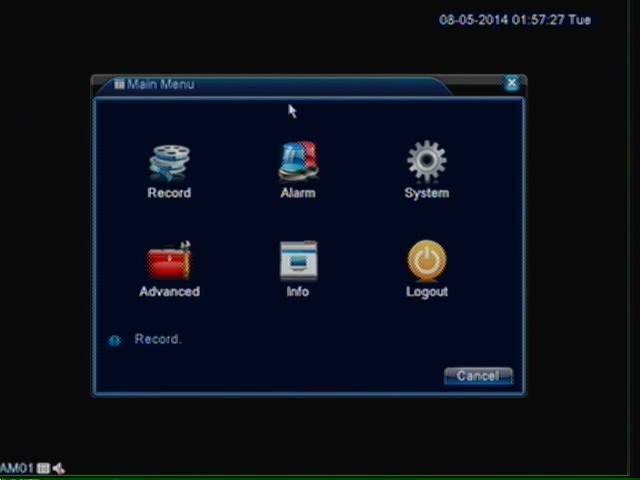 08-05-2014 01:57:27 Tue
Main Menu
Record
Alarm
System
Advanced
Info
Logout
Record.
Cancel
AM01